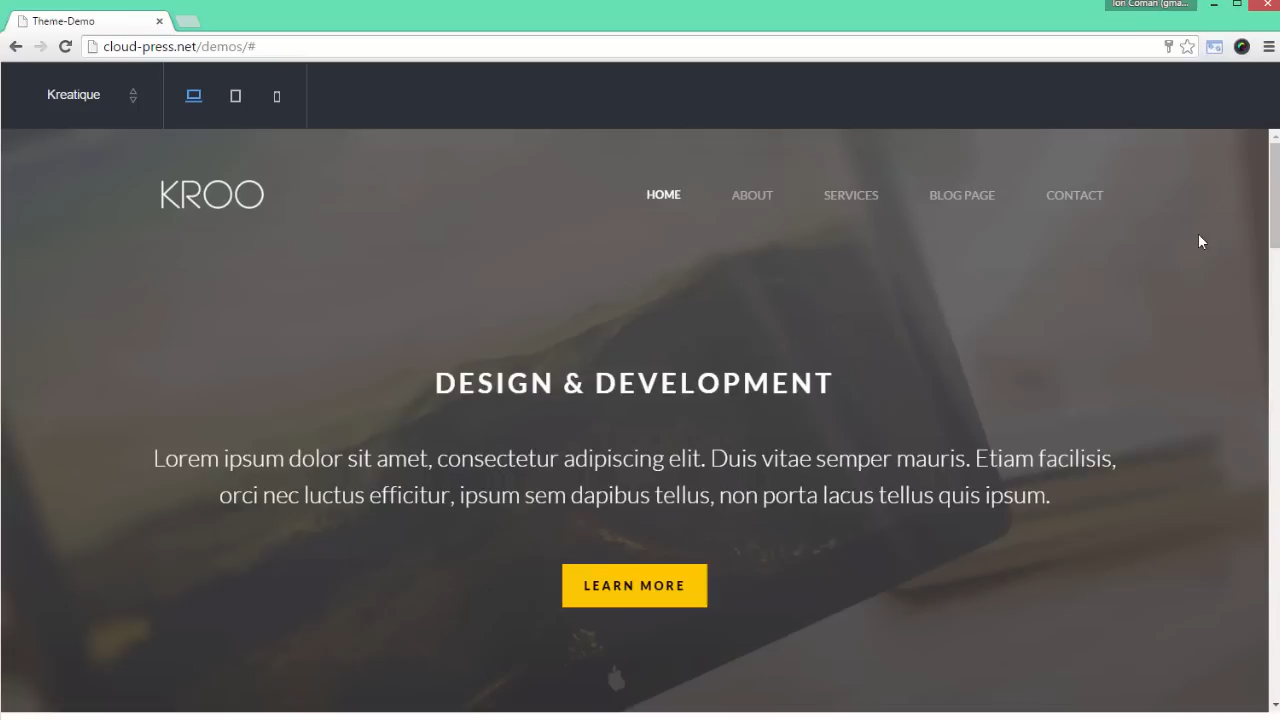 Theme-Demo
cloud-press.net/demos/#
Kreatique
KROO
HOME ABOUT SERVICES BLOG PAGE CONTACT
DESIGN & DEVELOPMENT
Lorem ipsum dolor sit amet, consectetur adipiscing elit. Duis vitae semper mauris. Etiam facilisis,
orci nec luctus efficitur, ipsum sem dapibus tellus, non porta lacus tellus quis ipsum.
LEARN MORE